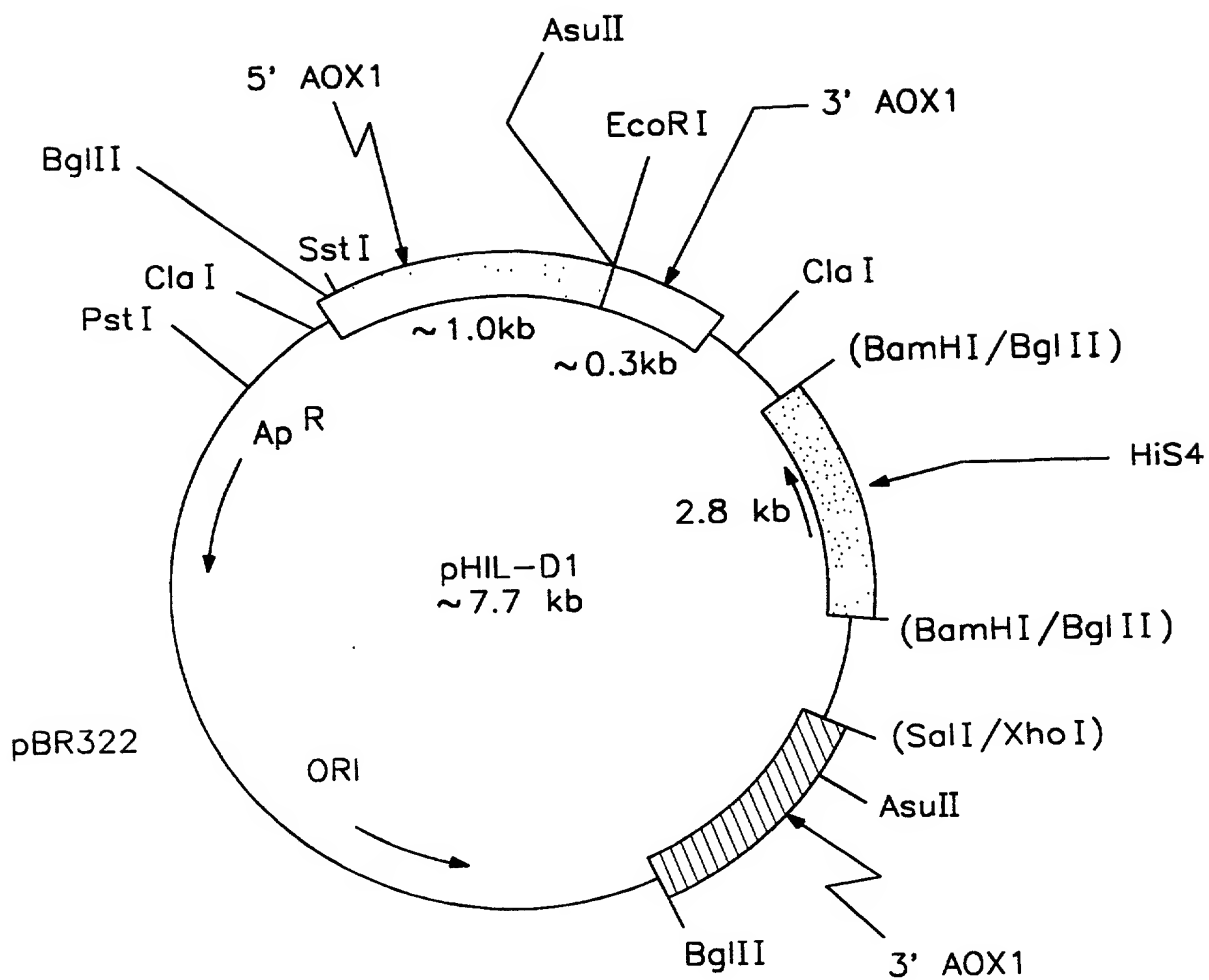 AsuII
5' AOX1
3' AOX1
EcoRI
BglII
SstI
ClaI
ClaI
PstI
~1.0kb
~0.3kb
(BamHI/BglII)
Ap R
HiS4
2.8 kb
pHIL-D1
~7.7 kb
(BamHI/BglII)
pBR322
(SalI/XhoI)
ORI
AsuII
BglII
3' AOX1